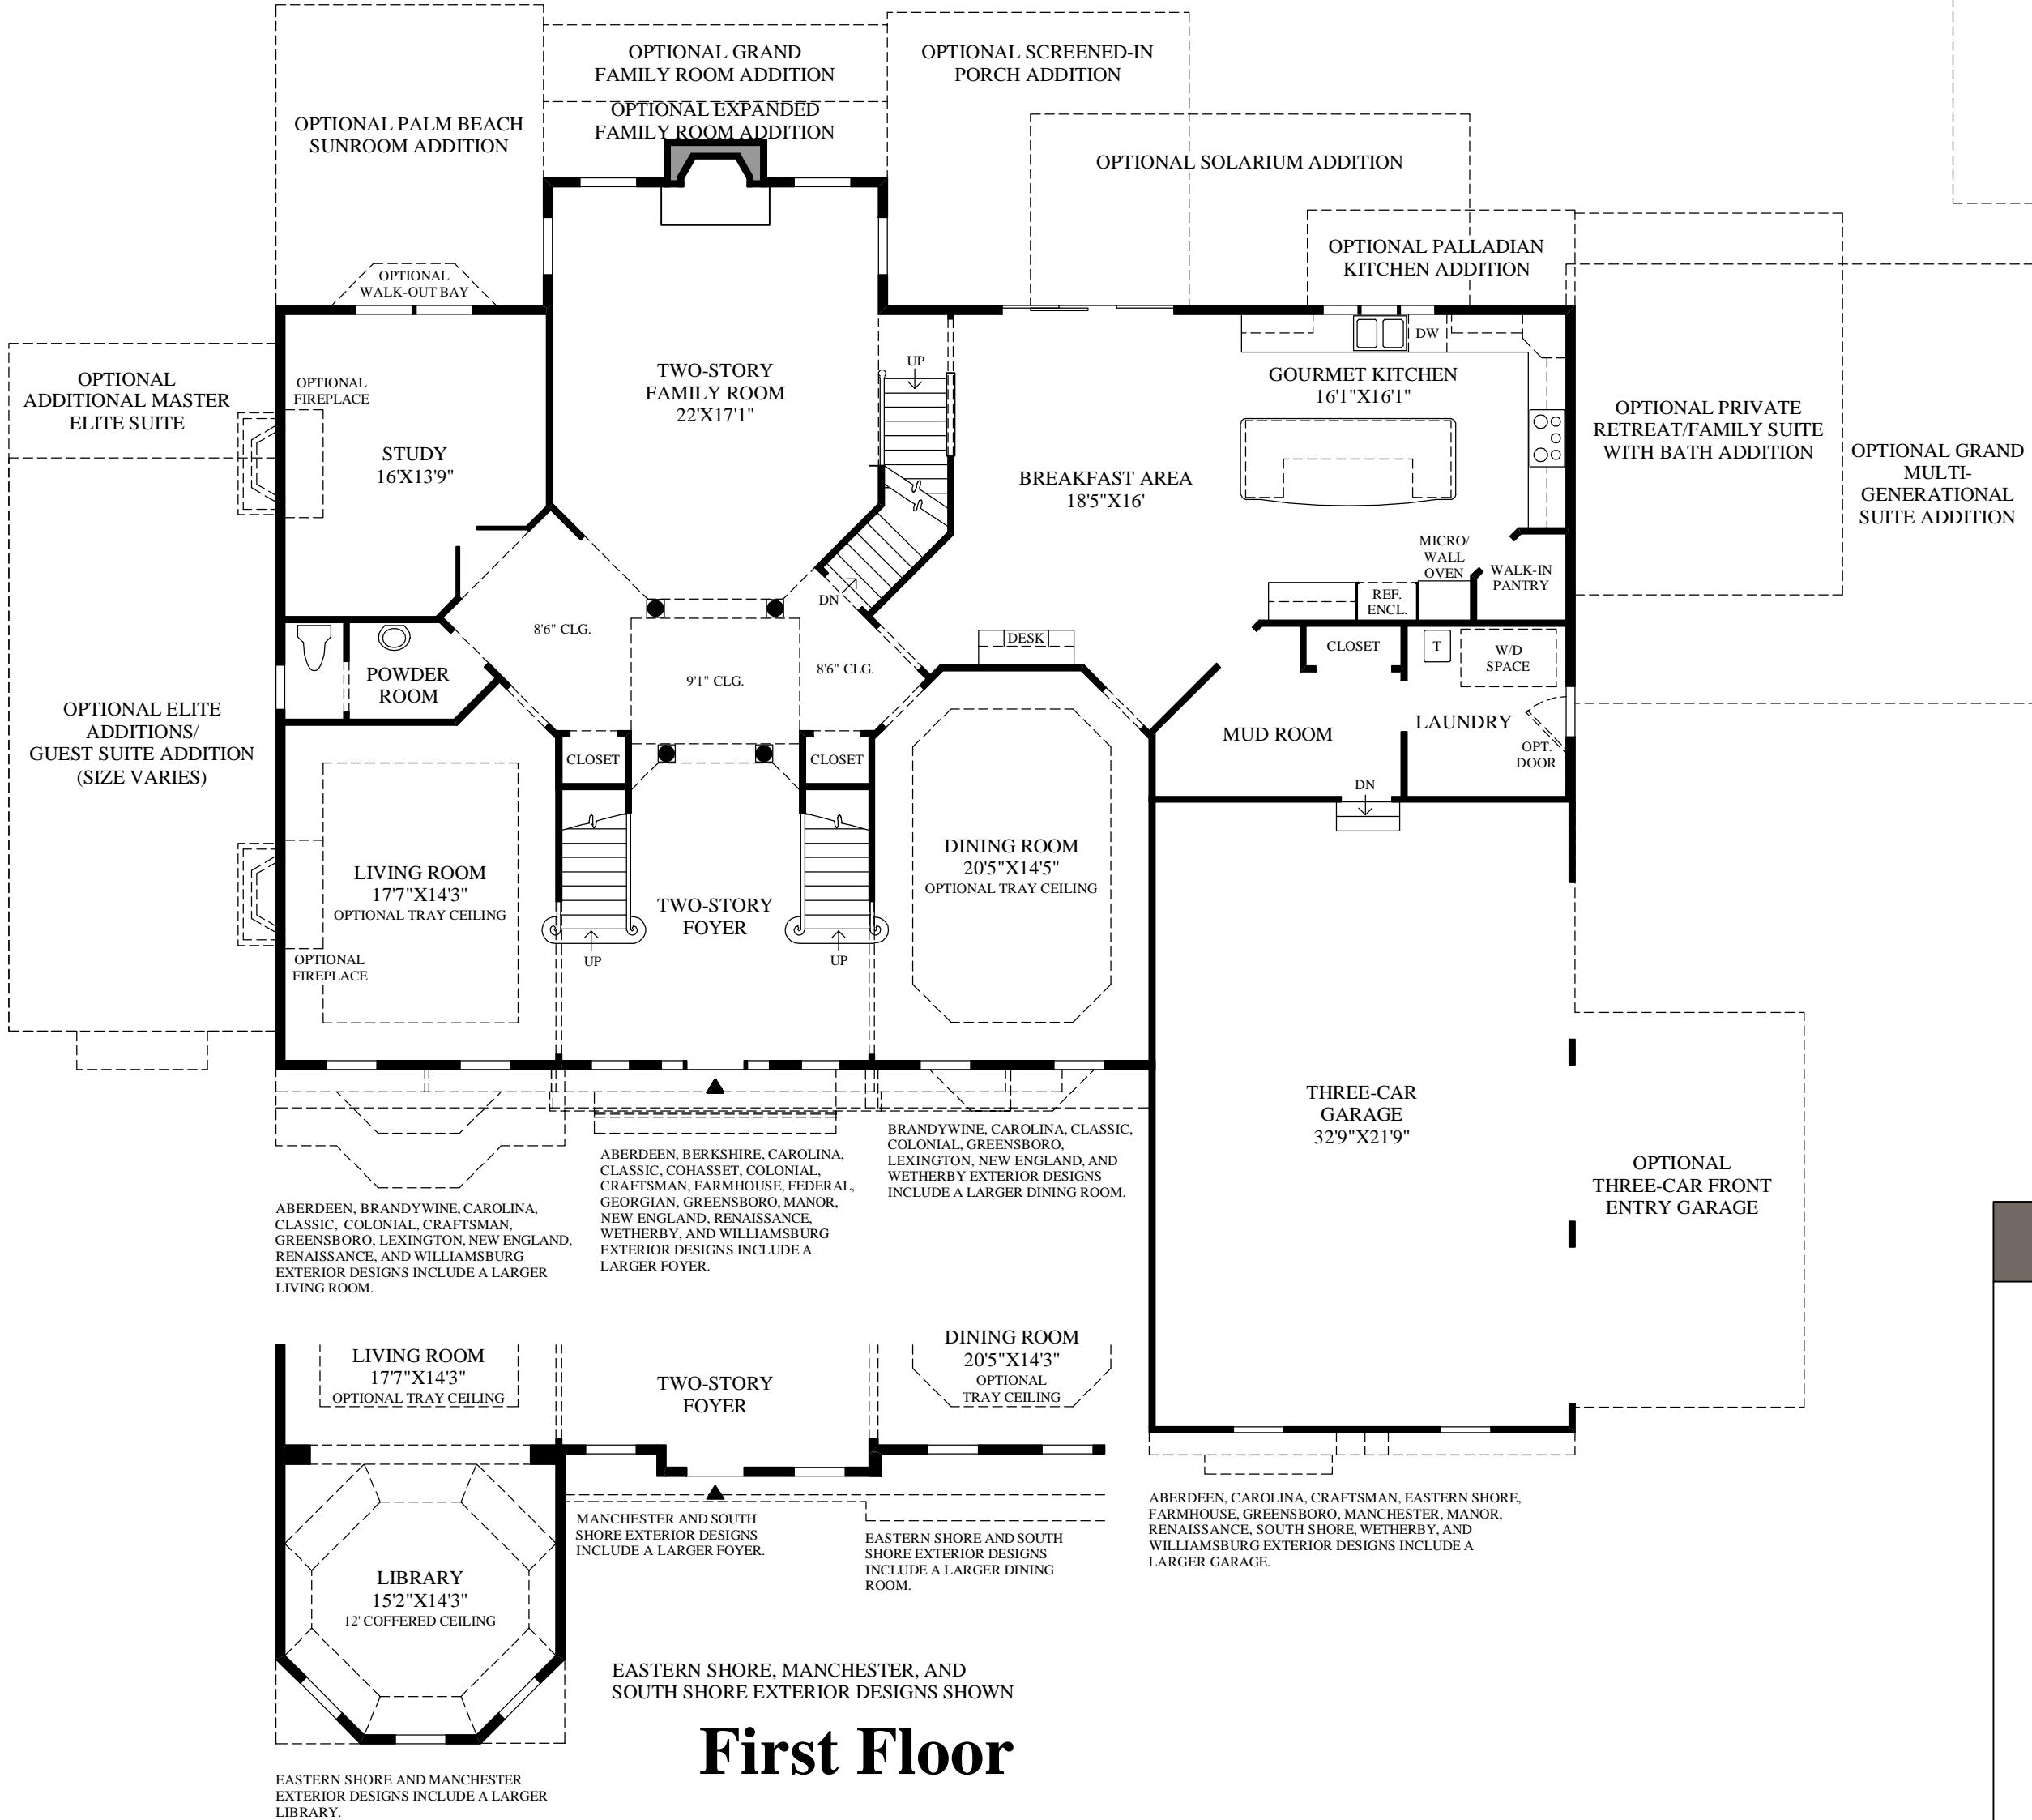 OPTIONAL GRAND
FAMILY ROOM ADDITION
OPTIONAL SCREENED-IN
PORCH ADDITION
OPTIONAL EXPANDED
FAMILY ROOM ADDITION
OPTIONAL PALM BEACH
SUNROOM ADDITION
OPTIONAL SOLARIUM ADDITION
OPTIONAL PALLADIAN
KITCHEN ADDITION
OPTIONAL
WALK-OUT BAY
OPTIONAL
ADDITIONAL MASTER
ELITE SUITE
OPTIONAL
FIREPLACE
STUDY
16'X13'9"
TWO-STORY
FAMILY ROOM
22'X17'1"
UP
DW
GOURMET KITCHEN
16'1"X16'1"
BREAKFAST AREA
18'5"X16'
OPTIONAL PRIVATE
RETREAT/FAMILY SUITE
WITH BATH ADDITION
OPTIONAL GRAND
MULTI-
GENERATIONAL
SUITE ADDITION
MICRO/
WALL
OVEN
WALK-IN
PANTRY
REF.
ENCL.
DN
8'6" CLG.
9'1" CLG.
8'6" CLG.
DESK
CLOSET
T
W/D
SPACE
POWDER
ROOM
OPTIONAL ELITE
ADDITIONS/
GUEST SUITE ADDITION
(SIZE VARIES)
MUD ROOM
LAUNDRY
OPT.
DOOR
CLOSET
CLOSET
DN
LIVING ROOM
17'7"X14'3"
OPTIONAL TRAY CEILING
OPTIONAL
FIREPLACE
UP
TWO-STORY
FOYER
UP
DINING ROOM
20'5"X14'5"
OPTIONAL TRAY CEILING
THREE-CAR
GARAGE
32'9"X21'9"
OPTIONAL
THREE-CAR FRONT
ENTRY GARAGE
ABERDEEN, BRANDYWINE, CAROLINA,
CLASSIC, COLONIAL, CRAFTSMAN,
GREENSBORO, LEXINGTON, NEW ENGLAND,
RENAISSANCE, AND WILLIAMSBURG
EXTERIOR DESIGNS INCLUDE A LARGER
LIVING ROOM.
ABERDEEN, BERKSHIRE, CAROLINA,
CLASSIC, COHASSET, COLONIAL,
CRAFTSMAN, FARMHOUSE, FEDERAL,
GEORGIAN, GREENSBORO, MANOR,
NEW ENGLAND, RENAISSANCE,
WETHERBY, AND WILLIAMSBURG
EXTERIOR DESIGNS INCLUDE A
LARGER FOYER.
BRANDYWINE, CAROLINA, CLASSIC,
COLONIAL, GREENSBORO,
LEXINGTON, NEW ENGLAND, AND
WETHERBY EXTERIOR DESIGNS
INCLUDE A LARGER DINING ROOM.
LIVING ROOM
17'7"X14'3"
OPTIONAL TRAY CEILING
TWO-STORY
FOYER
DINING ROOM
20'5"X14'3"
OPTIONAL
TRAY CEILING
MANCHESTER AND SOUTH
SHORE EXTERIOR DESIGNS
INCLUDE A LARGER FOYER.
EASTERN SHORE AND SOUTH
SHORE EXTERIOR DESIGNS
INCLUDE A LARGER DINING
ROOM.
ABERDEEN, CAROLINA, CRAFTSMAN, EASTERN SHORE,
FARMHOUSE, GREENSBORO, MANCHESTER, MANOR,
RENAISSANCE, SOUTH SHORE, WETHERBY, AND
WILLIAMSBURG EXTERIOR DESIGNS INCLUDE A
LARGER GARAGE.
LIBRARY
15'2"X14'3"
12' COFFERED CEILING
EASTERN SHORE, MANCHESTER, AND
SOUTH SHORE EXTERIOR DESIGNS SHOWN
First Floor
EASTERN SHORE AND MANCHESTER
EXTERIOR DESIGNS INCLUDE A LARGER
LIBRARY.